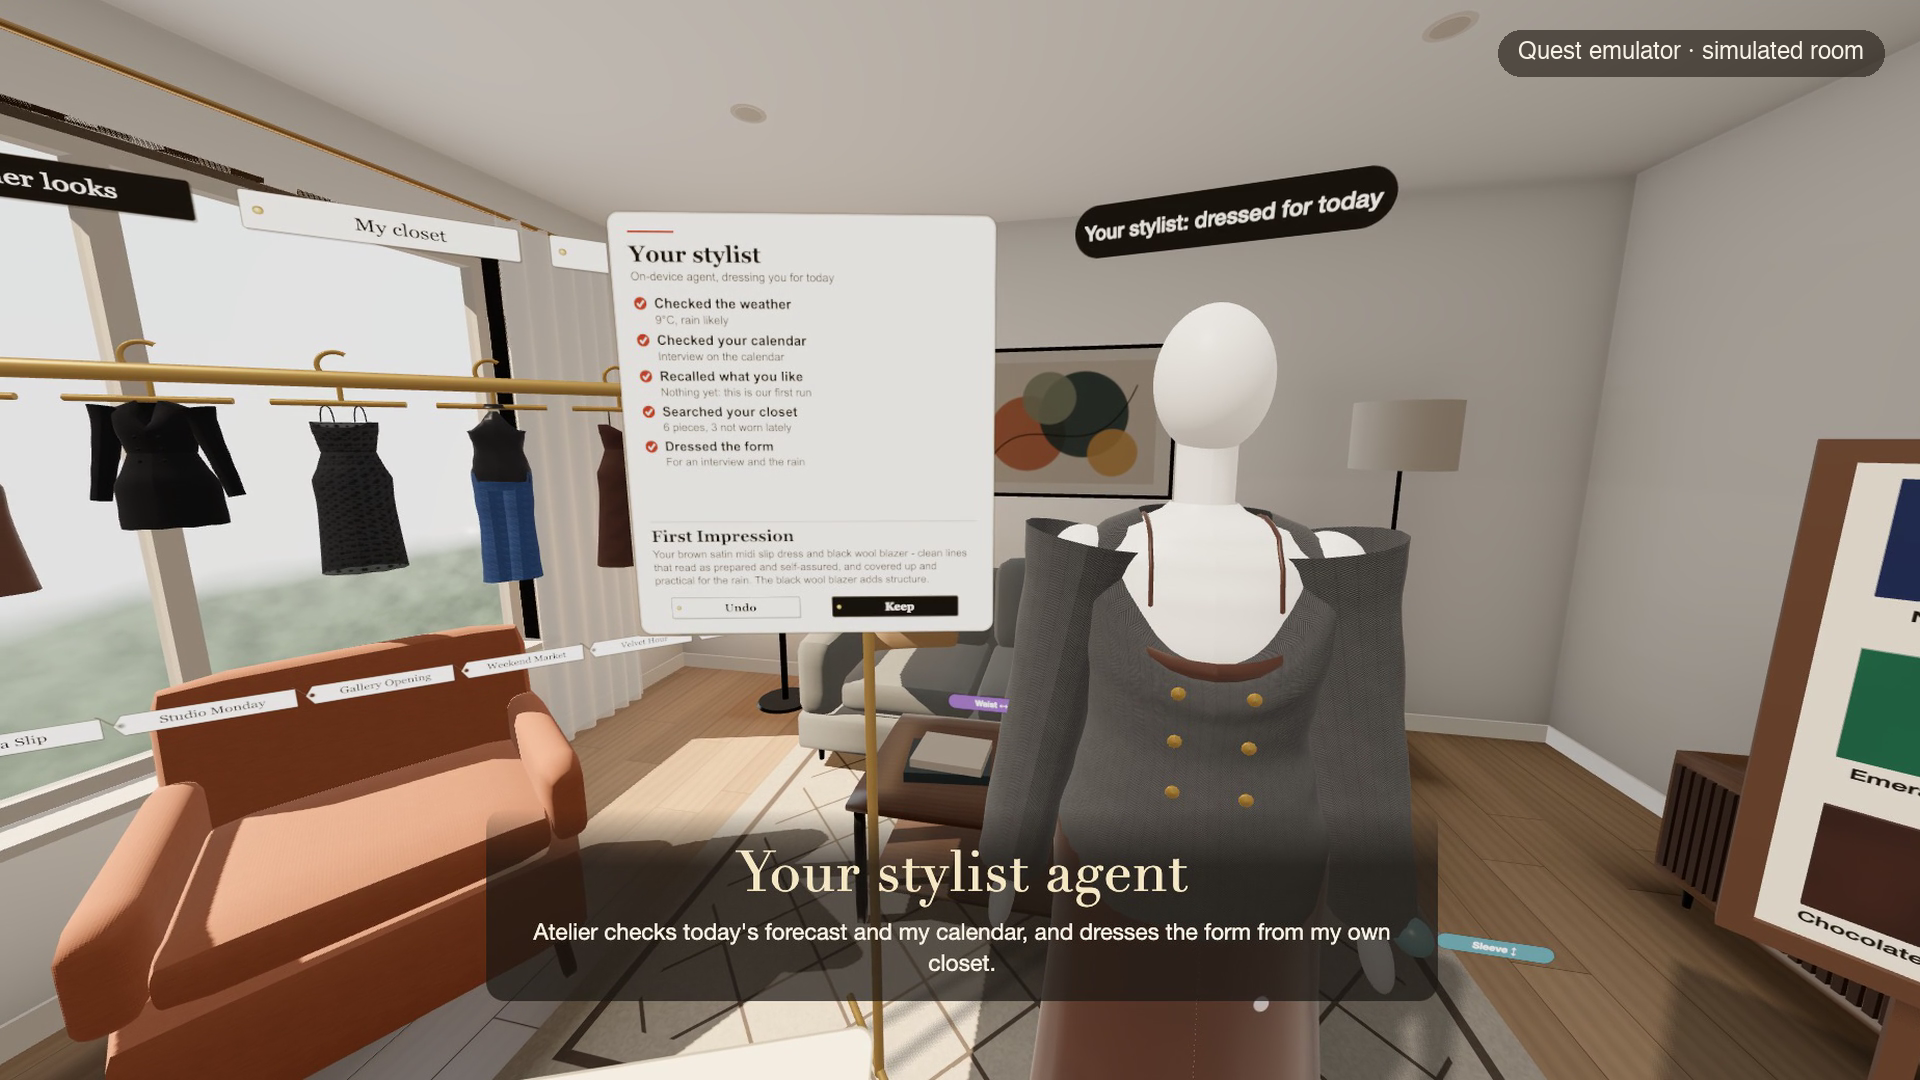 Quest emulator · simulated room
er looks
My closet
Your stylist: dressed for today
Your stylist
On-device agent, dressing you for today
Checked the weather
9°C, rain likely
Checked your calendar
Interview on the calendar
Recalled what you like
Nothing yet: this is our first run
Searched your closet
6 pieces, 3 not worn lately
Dressed the form
For an interview and the rain
First Impression
Your brown satin midi slip dress and black wool blazer - clean lines
that read as prepared and self-assured, and covered up and
practical for the rain. The black wool blazer adds structure.
Undo
Keep
a Slip
Studio Monday
Gallery Opening
Weekend Market
Velvet Hour
Waist ↔
Sleeve ↕
Emer
Chocolate
Your stylist agent
Atelier checks today's forecast and my calendar, and dresses the form from my own
closet.